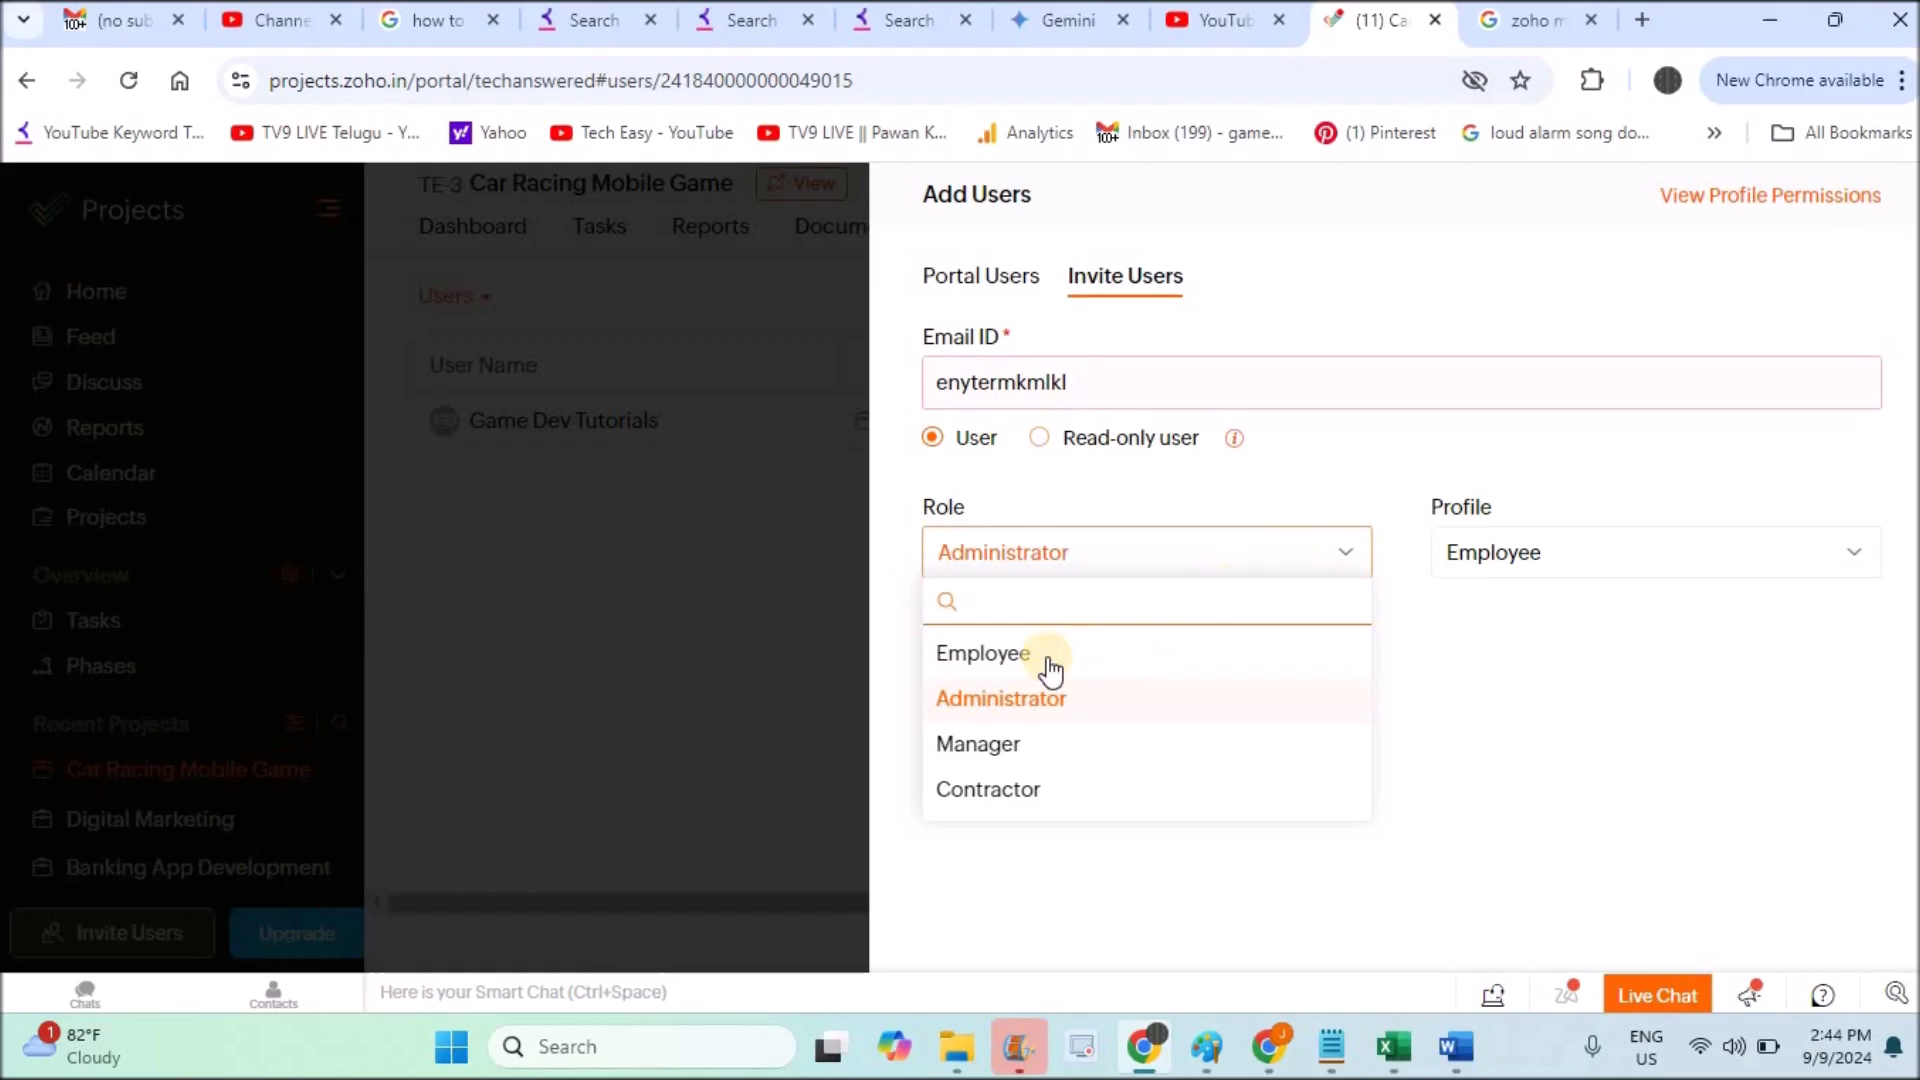 (no sub
Channe
how to
Search
Search
Search
Gemini
YouTub
(11) Ca
zoho m
projects.zoho.in/portal/techanswered#users/241840000000049015
New Chrome available
YouTube Keyword T...
TV9 LIVE Telugu - Y...
Yahoo
Tech Easy - YouTube
TV9 LIVE || Pawan K...
Analytics
Inbox (199) - game...
(1) Pinterest
loud alarm song do...
All Bookmarks
Projects
Home
Feed
Discuss
Reports
Calendar
Projects
Overview
Tasks
Phases
Recent Projects
Car Racing Mobile Game
Digital Marketing
Banking App Development
Invite Users
Upgrade
TE-3 Car Racing Mobile Game
View
Dashboard
Tasks
Reports
Docum
Users
User Name
Game Dev Tutorials
Add Users
View Profile Permissions
Portal Users
Invite Users
Email ID *
enytermkmlkl
User
Read-only user
Role
Profile
Administrator
Employee
Employee
Administrator
Manager
Contractor
Chats
Contacts
Here is your Smart Chat (Ctrl+Space)
Live Chat
1
82°F
Cloudy
Search
ENG
US
2:44 PM
9/9/2024